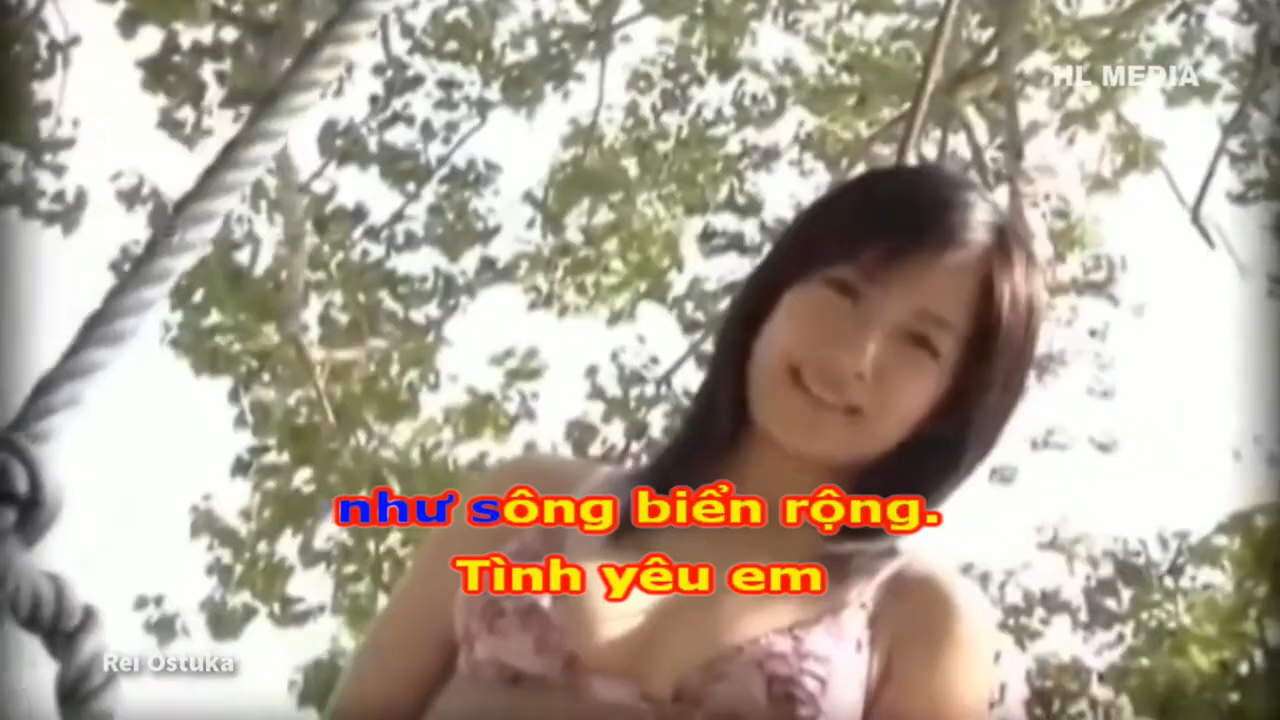 HL MEDIA
như sông biển rộng.
Tình yêu em
Rei Ostuka